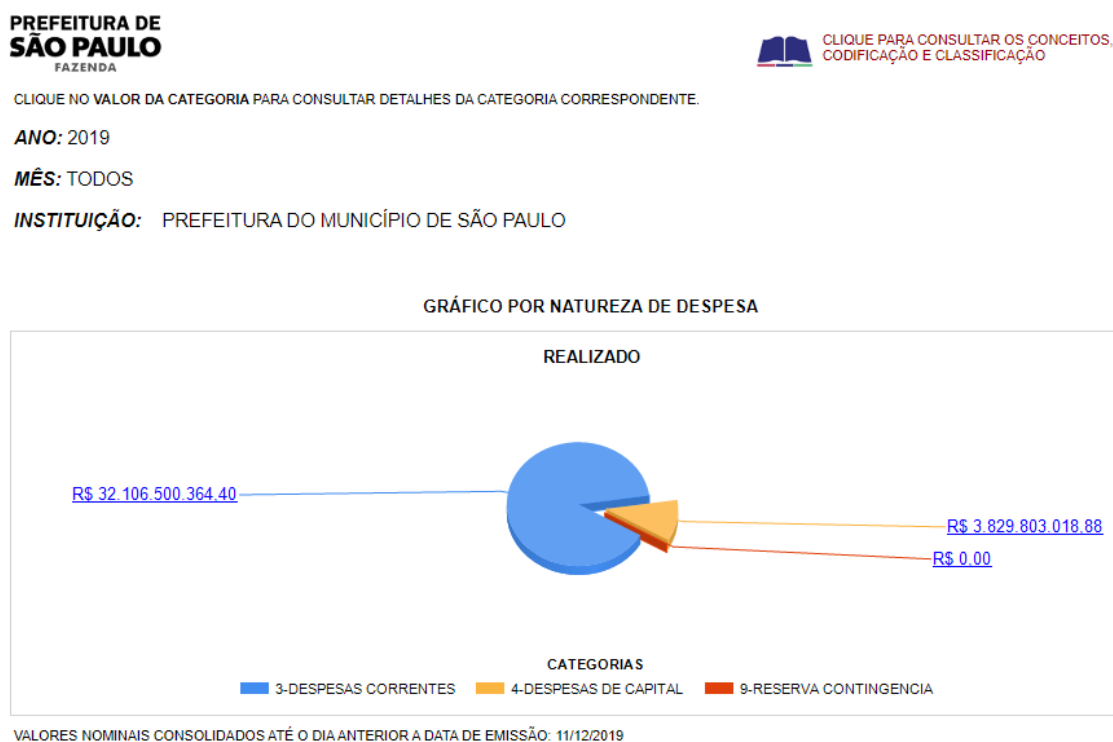 PREFEITURA DE
SÃO PAULO
FAZENDA
CLIQUE PARA CONSULTAR OS CONCEITOS,
CODIFICAÇÃO E CLASSIFICAÇÃO
CLIQUE NO VALOR DA CATEGORIA PARA CONSULTAR DETALHES DA CATEGORIA CORRESPONDENTE.
ANO: 2019
MÊS: TODOS
INSTITUIÇÃO: PREFEITURA DO MUNICÍPIO DE SÃO PAULO
GRÁFICO POR NATUREZA DE DESPESA
REALIZADO
R$ 32.106.500.364,40
R$ 3.829.803.018,88
R$ 0,00
CATEGORIAS
3-DESPESAS CORRENTES
4-DESPESAS DE CAPITAL
9-RESERVA CONTINGENCIA
VALORES NOMINAIS CONSOLIDADOS ATÉ O DIA ANTERIOR A DATA DE EMISSÃO: 11/12/2019